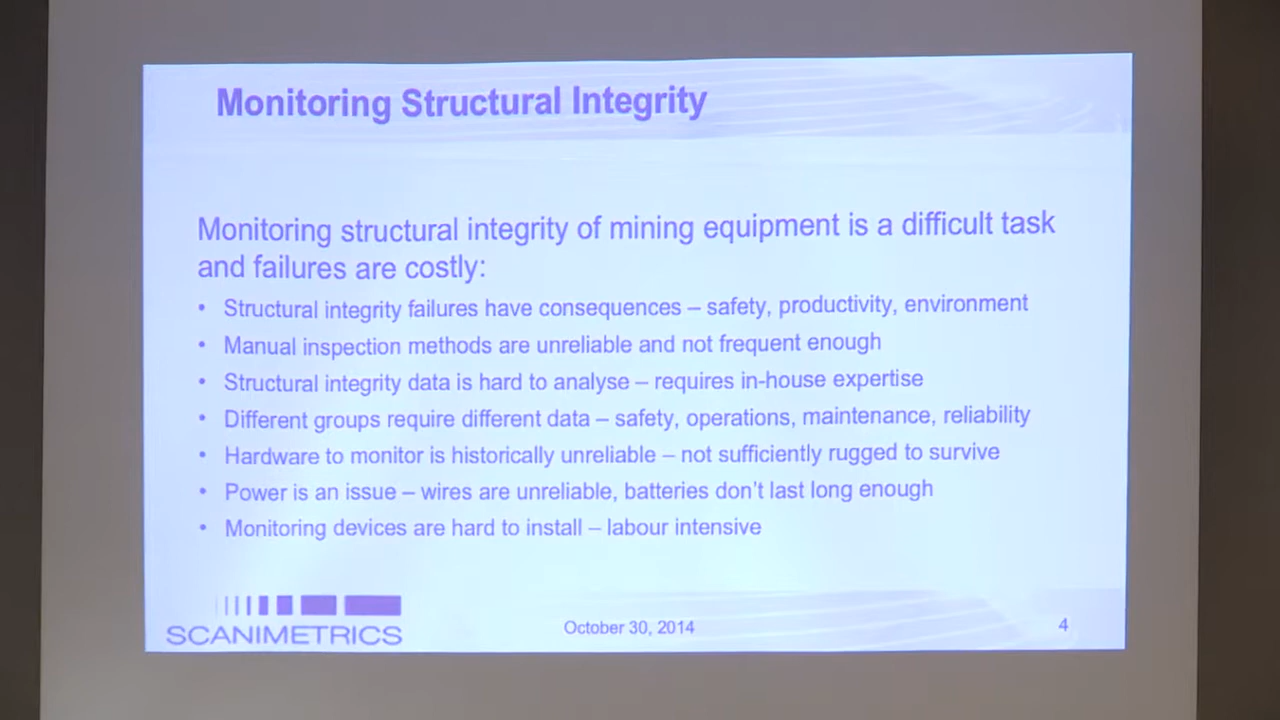 Monitoring Structural Integrity
Monitoring structural integrity of mining equipment is a difficult task
and failures are costly:
• Structural integrity failures have consequences – safety, productivity, environment
• Manual inspection methods are unreliable and not frequent enough
• Structural integrity data is hard to analyse – requires in-house expertise
• Different groups require different data – safety, operations, maintenance, reliability
• Hardware to monitor is historically unreliable – not sufficiently rugged to survive
• Power is an issue – wires are unreliable, batteries don't last long enough
• Monitoring devices are hard to install – labour intensive
SCANIMETRICS
October 30, 2014
4